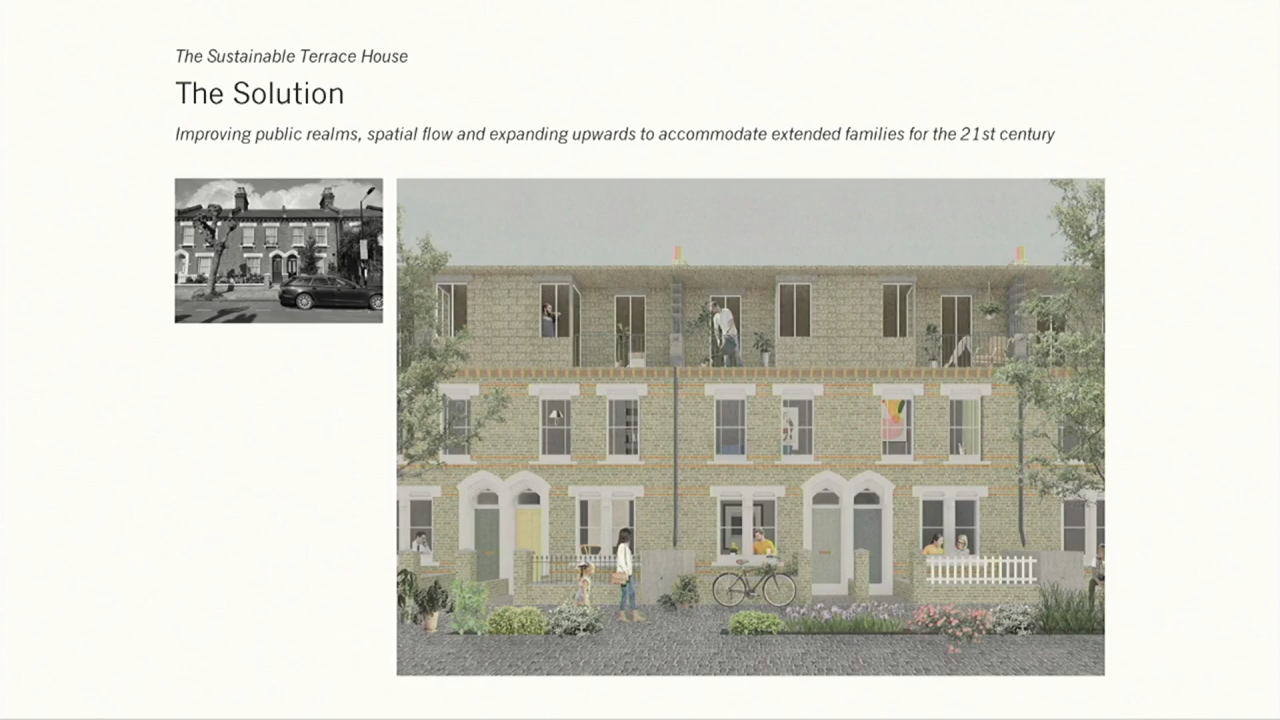 The Sustainable Terrace House
The Solution
Improving public realms, spatial flow and expanding upwards to accommodate extended families for the 21st century